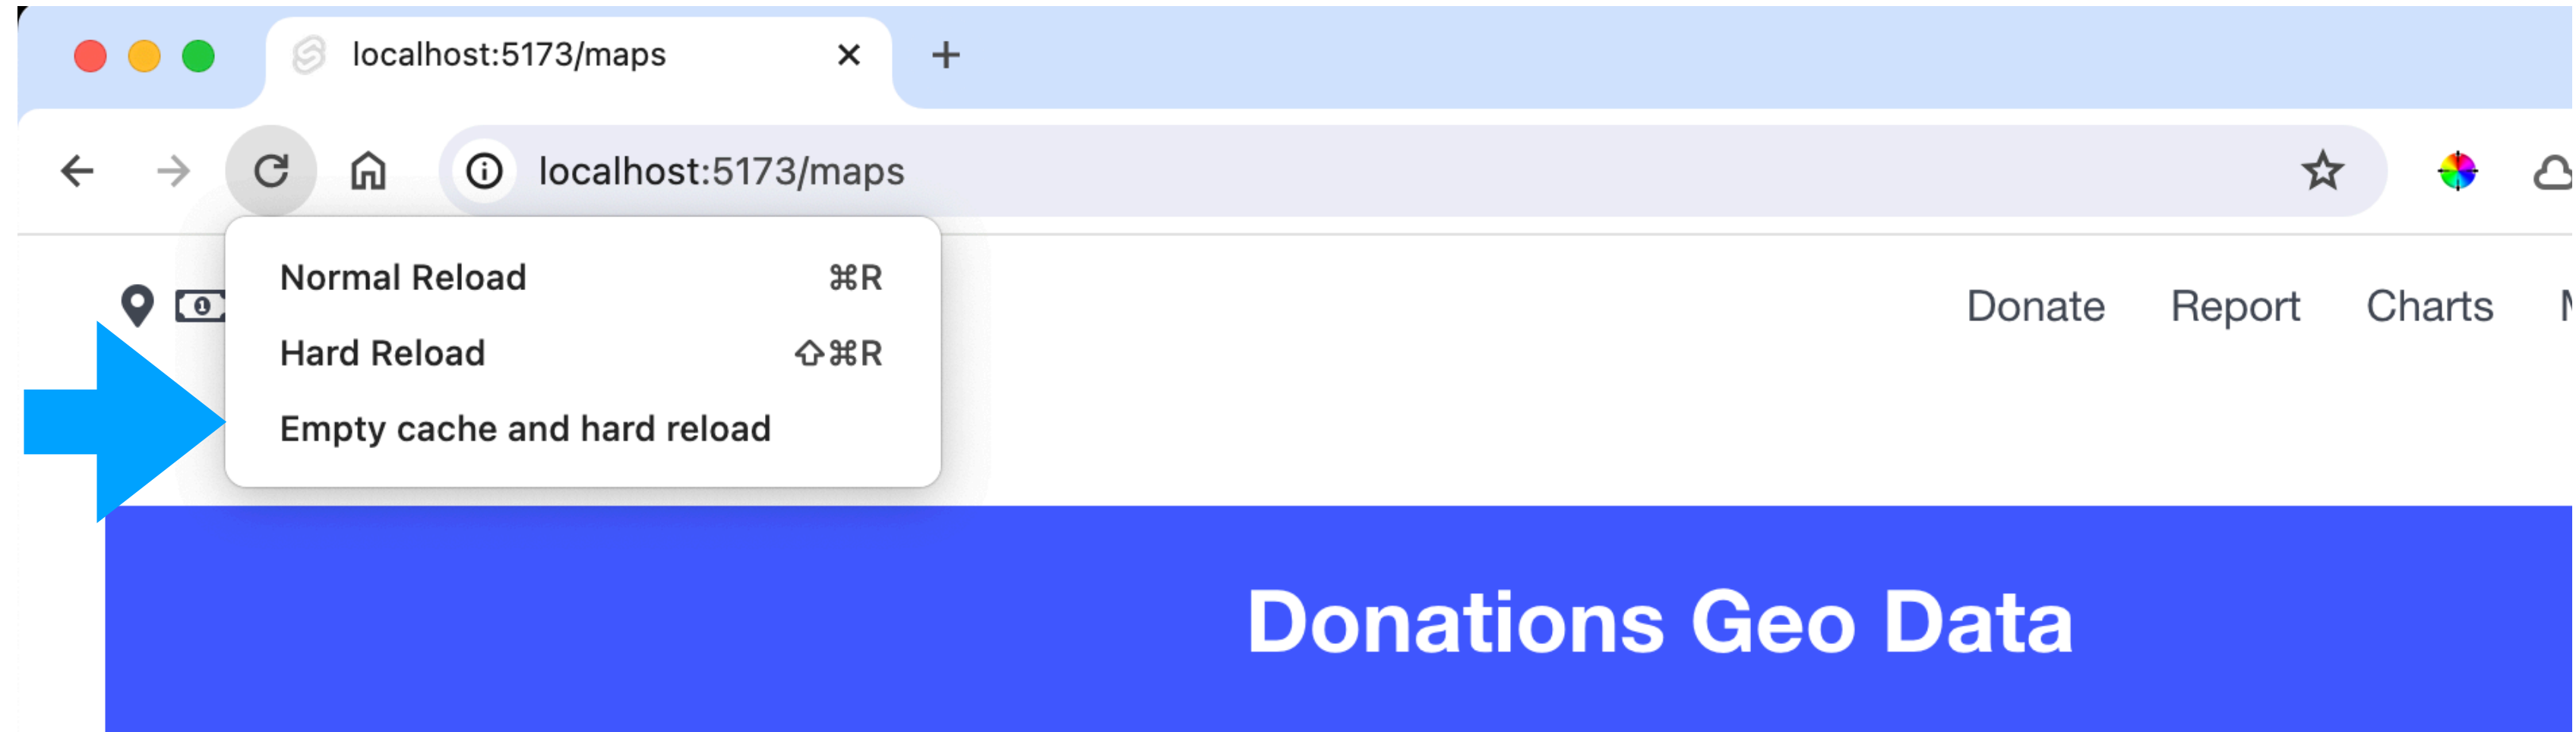 localhost:5173/maps
localhost:5173/maps
Normal Reload ⌘R
Hard Reload ⇧⌘R
Empty cache and hard reload
Donate Report Charts
Donations Geo Data